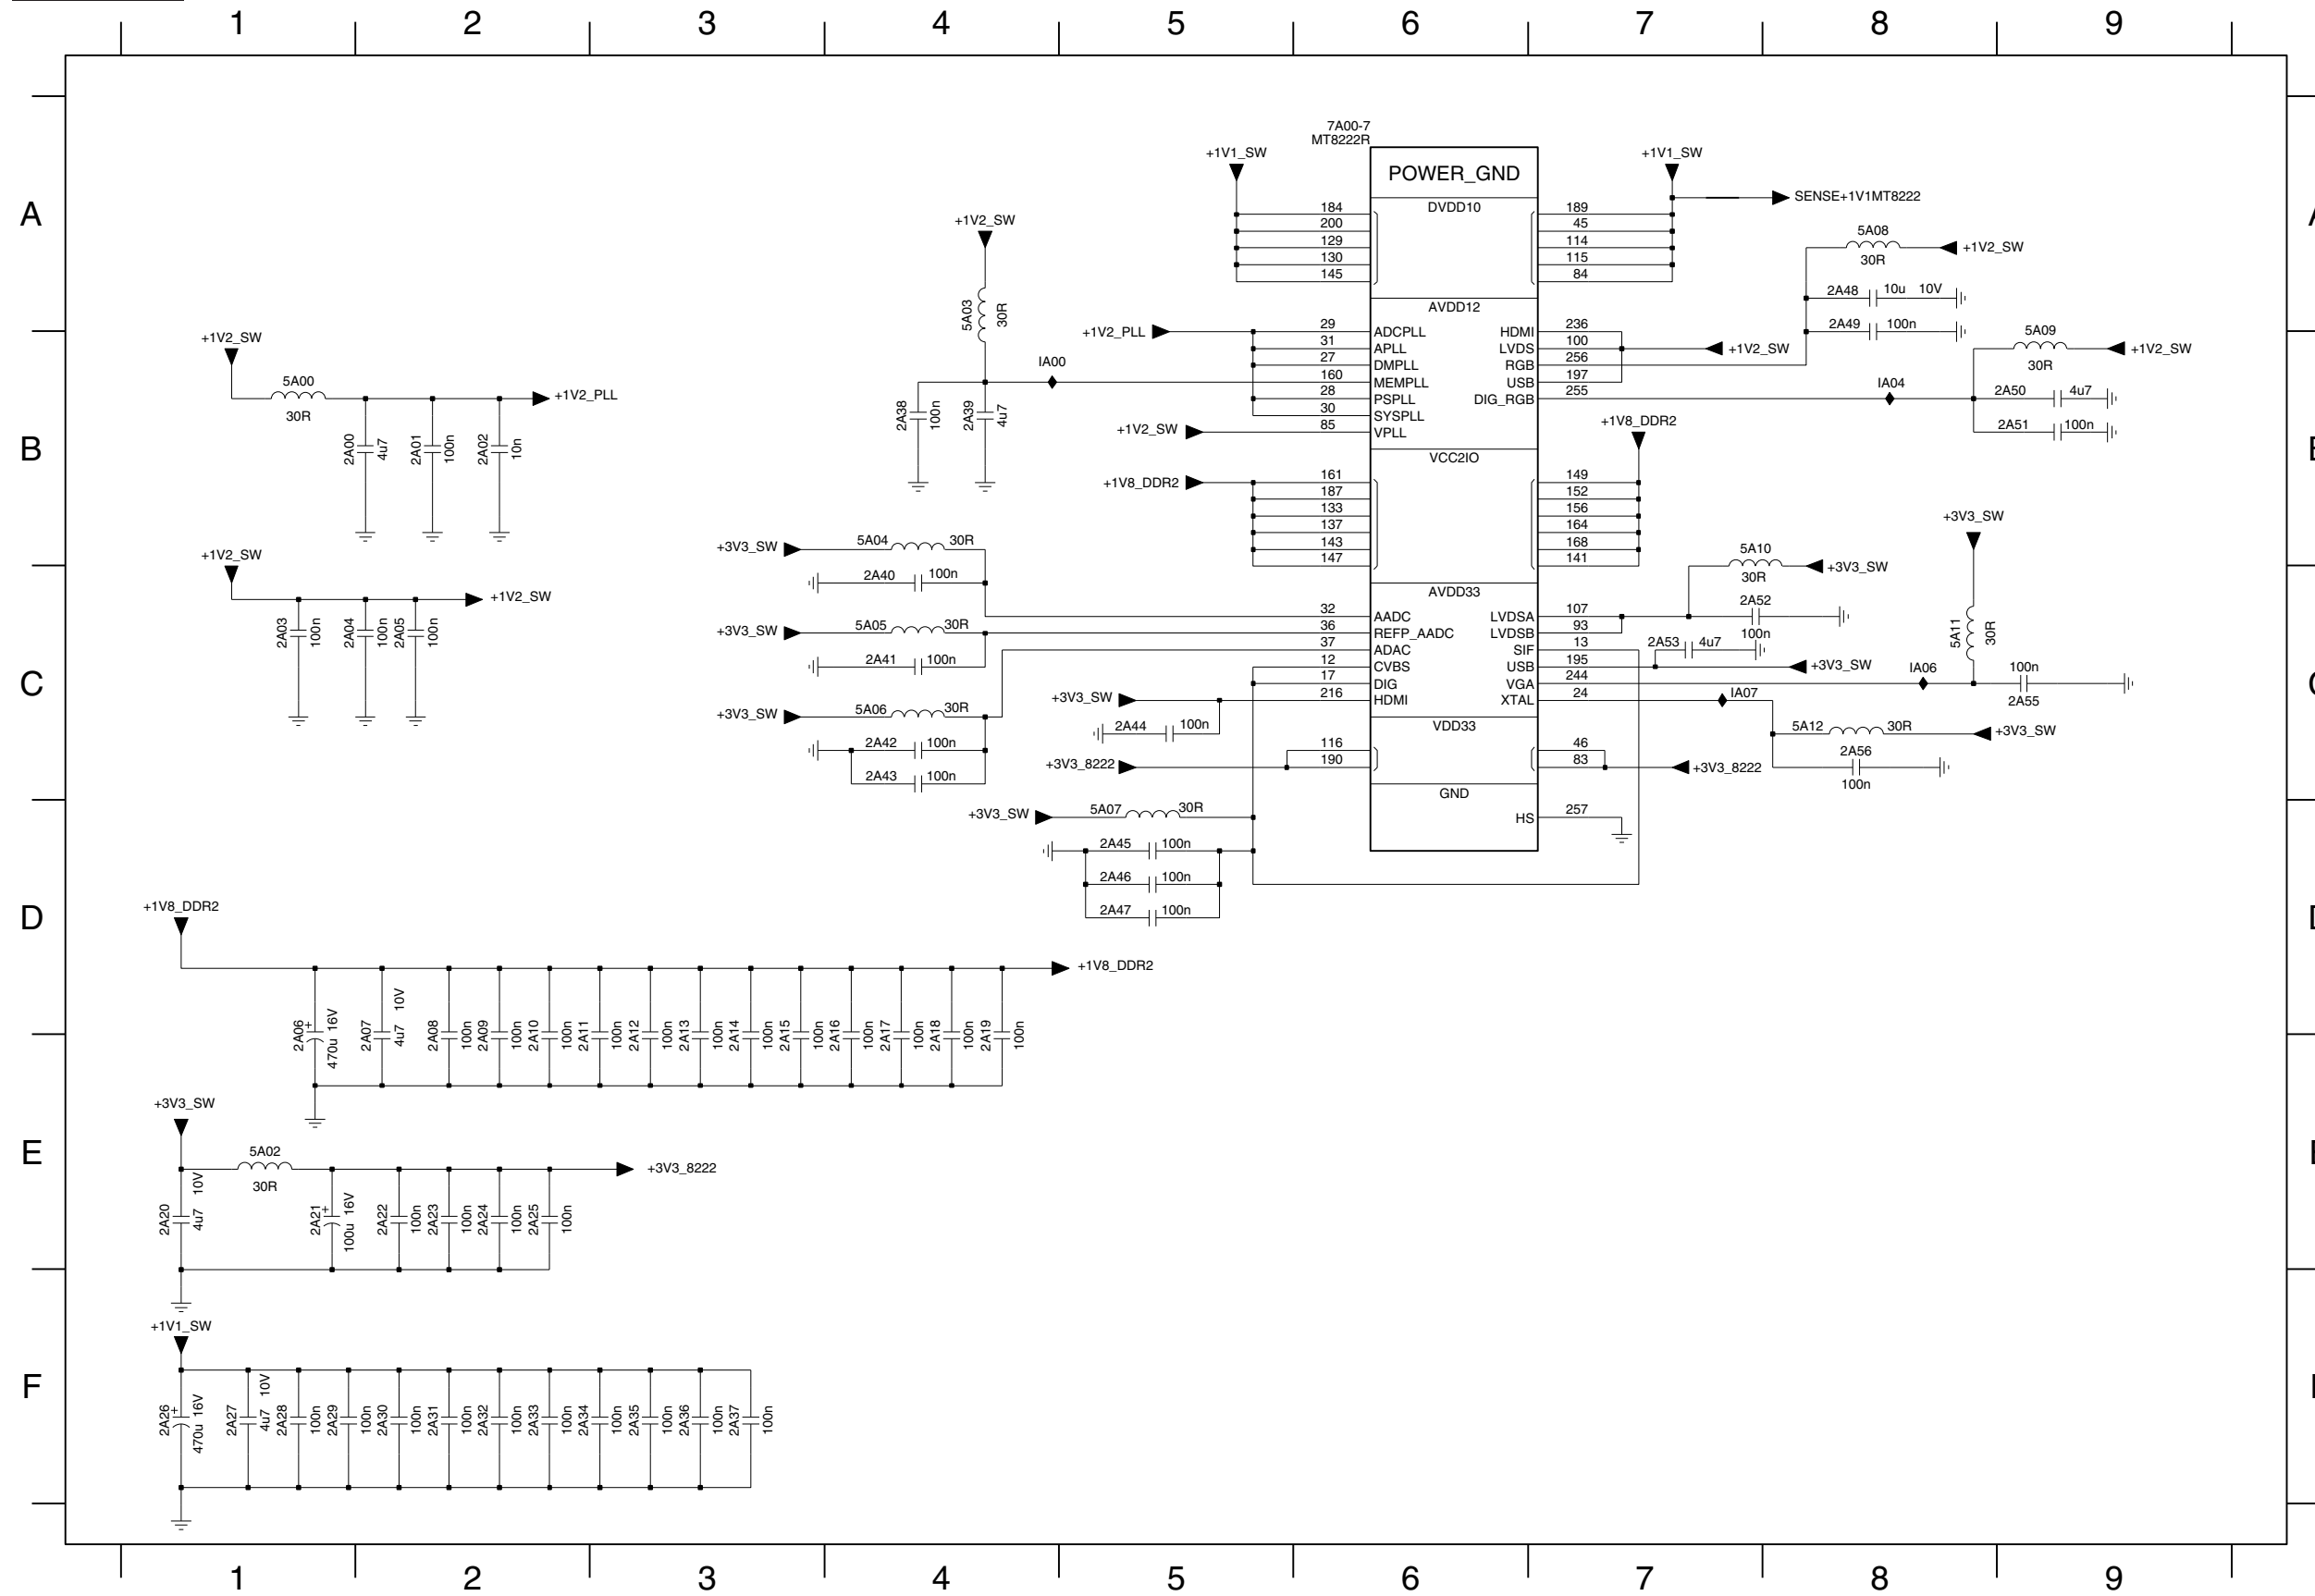 1 2 3 4 5 6 7 8 9
A
B
C
D
E
F
7A00-7
MT8222R
POWER_GND
+1V1_SW
+1V1_SW
SENSE+1V1MT8222
DVDD10
184 189
200 45
129 114
130 115
145 84
+1V2_SW
5A03 30R
5A08
30R
+1V2_SW
2A48 10u 10V
2A49 100n
AVDD12
+1V2_PLL
29 ADCPLL HDMI 236
31 APLL LVDS 100
27 DMPLL RGB 256
160 MEMPLL USB 197
28 PSPLL DIG_RGB 255
30 SYSPLL
85 VPLL
+1V2_SW
+1V2_SW
IA00
2A38 100n
2A39 4u7
5A09
30R
+1V2_SW
IA04
2A50 4u7
2A51 100n
+1V2_SW
5A00
30R
+1V2_PLL
2A00 4u7
2A01 100n
2A02 10n
VCC2IO
+1V8_DDR2
+1V8_DDR2
161 149
187 152
133 156
137 164
143 168
147 141
+1V2_SW
+1V2_SW
2A03 100n
2A04 100n
2A05 100n
+3V3_SW 5A04 30R
2A40 100n
+3V3_SW 5A05 30R
2A41 100n
+3V3_SW 5A06 30R
2A42 100n
2A43 100n
AVDD33
32 AADC LVDSA 107
36 REFP_AADC LVDSB 93
37 ADAC SIF 13
12 CVBS USB 195
17 DIG VGA 244
216 HDMI XTAL 24
+3V3_SW
2A44 100n
5A10
30R
+3V3_SW
2A52
100n
2A53 4u7
+3V3_SW
+3V3_SW
5A11 30R
IA06
100n
2A55
IA07
5A12 30R
+3V3_SW
2A56
100n
VDD33
+3V3_8222
116 46
190 83
+3V3_8222
GND
HS 257
+3V3_SW 5A07 30R
2A45 100n
2A46 100n
2A47 100n
+1V8_DDR2
+1V8_DDR2
2A06 + 470u 16V
2A07 4u7 10V
2A08 100n
2A09 100n
2A10 100n
2A11 100n
2A12 100n
2A13 100n
2A14 100n
2A15 100n
2A16 100n
2A17 100n
2A18 100n
2A19 100n
+3V3_SW
5A02
30R
+3V3_8222
2A20 4u7 10V
2A21 + 100u 16V
2A22 100n
2A23 100n
2A24 100n
2A25 100n
+1V1_SW
2A26 + 470u 16V
2A27 4u7 10V
2A28 100n
2A29 100n
2A30 100n
2A31 100n
2A32 100n
2A33 100n
2A34 100n
2A35 100n
2A36 100n
2A37 100n
1 2 3 4 5 6 7 8 9